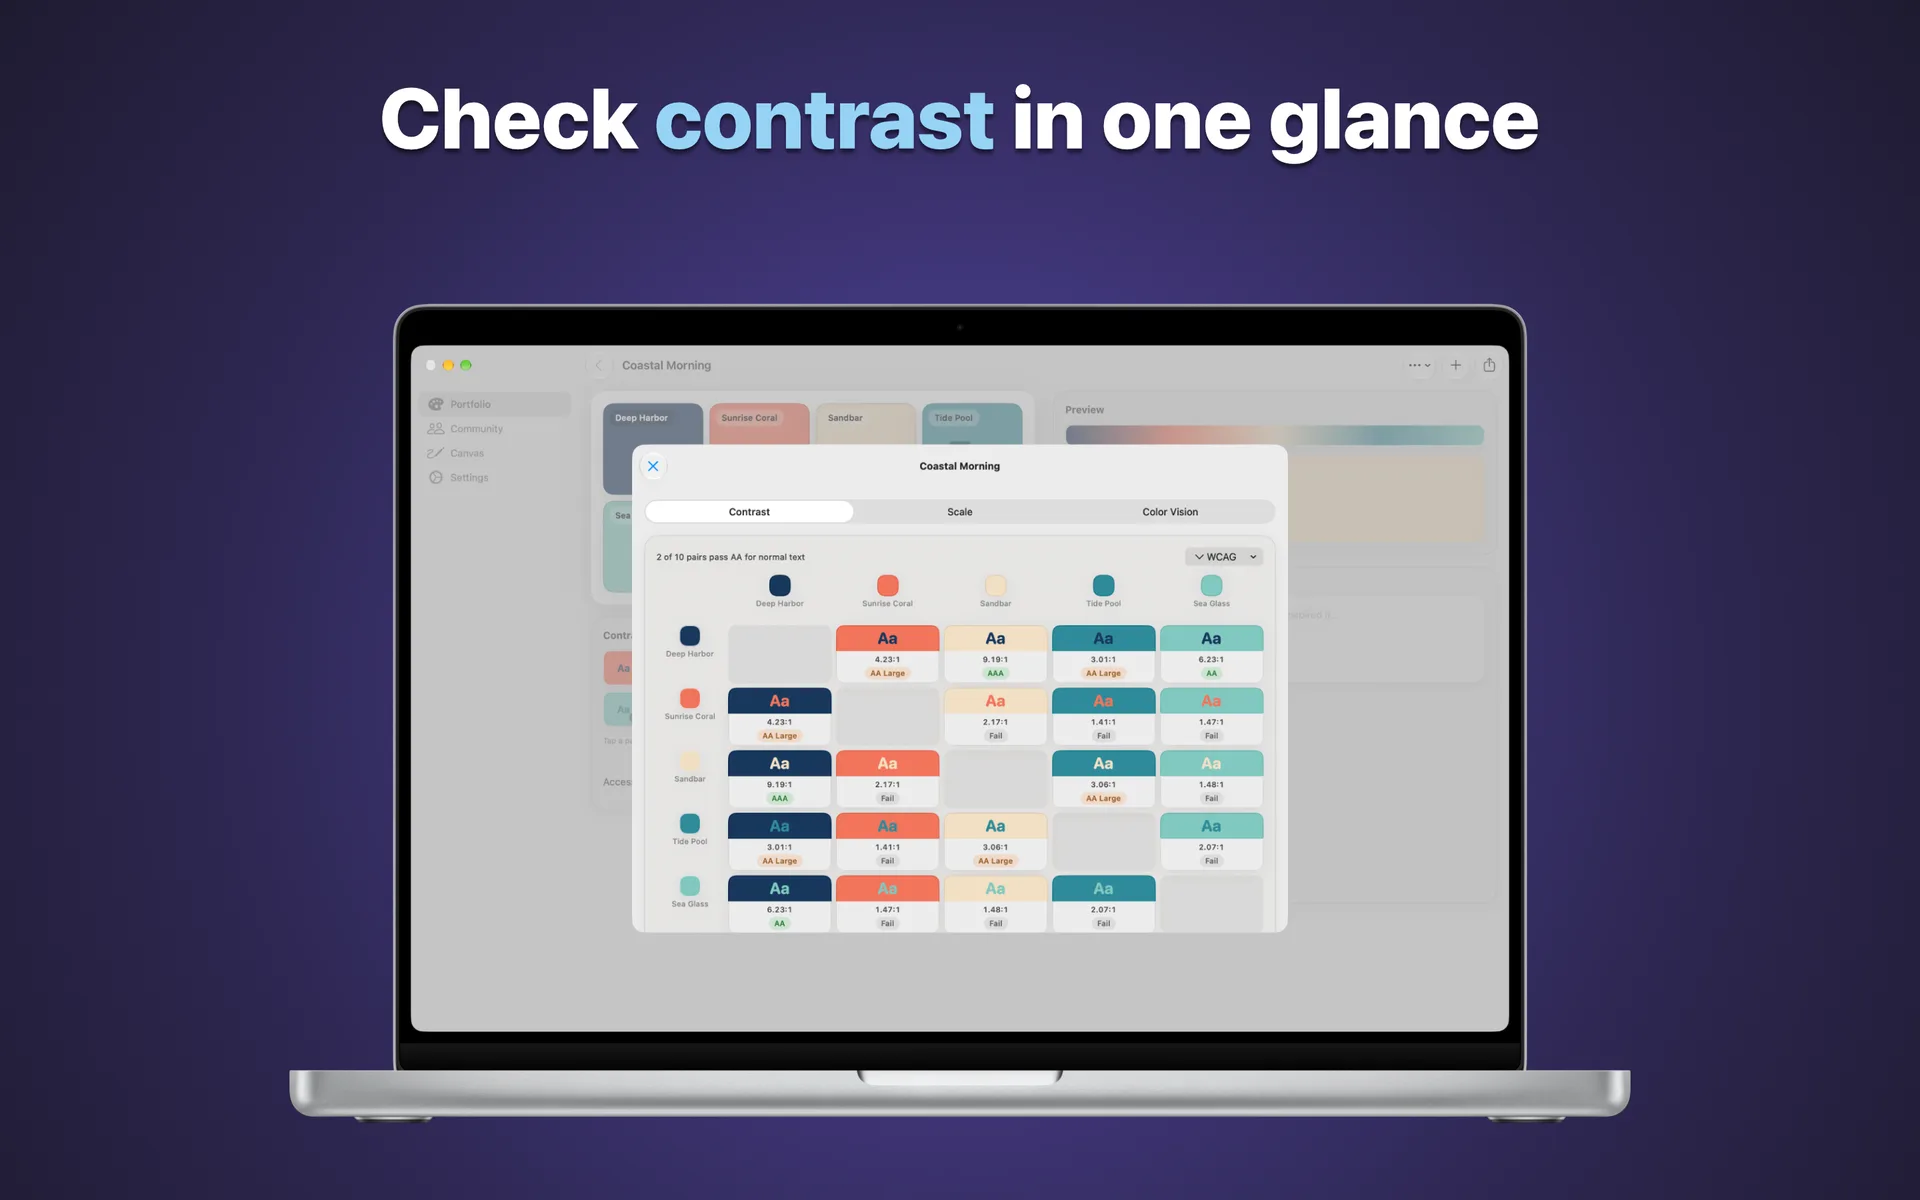 Check contrast in one glance
Coastal Morning
Portfolio
Community
Canvas
Settings
Deep Harbor
Sunrise Coral
Sandbar
Tide Pool
Preview
Sea
Contr
Aa
Aa
Tap a p
Acces
Coastal Morning
Contrast Scale Color Vision
2 of 10 pairs pass AA for normal text WCAG
Deep Harbor Sunrise Coral Sandbar Tide Pool Sea Glass
Deep Harbor
Aa Aa Aa Aa
4.23:1 9.19:1 3.01:1 6.23:1
AA Large AAA AA Large AA
Sunrise Coral
Aa Aa Aa Aa
4.23:1 2.17:1 1.41:1 1.47:1
AA Large Fail Fail Fail
Sandbar
Aa Aa Aa Aa
9.19:1 2.17:1 3.06:1 1.48:1
AAA Fail AA Large Fail
Tide Pool
Aa Aa Aa Aa
3.01:1 1.41:1 3.06:1 2.07:1
AA Large Fail AA Large Fail
Sea Glass
Aa Aa Aa Aa
6.23:1 1.47:1 1.48:1 2.07:1
AA Fail Fail Fail